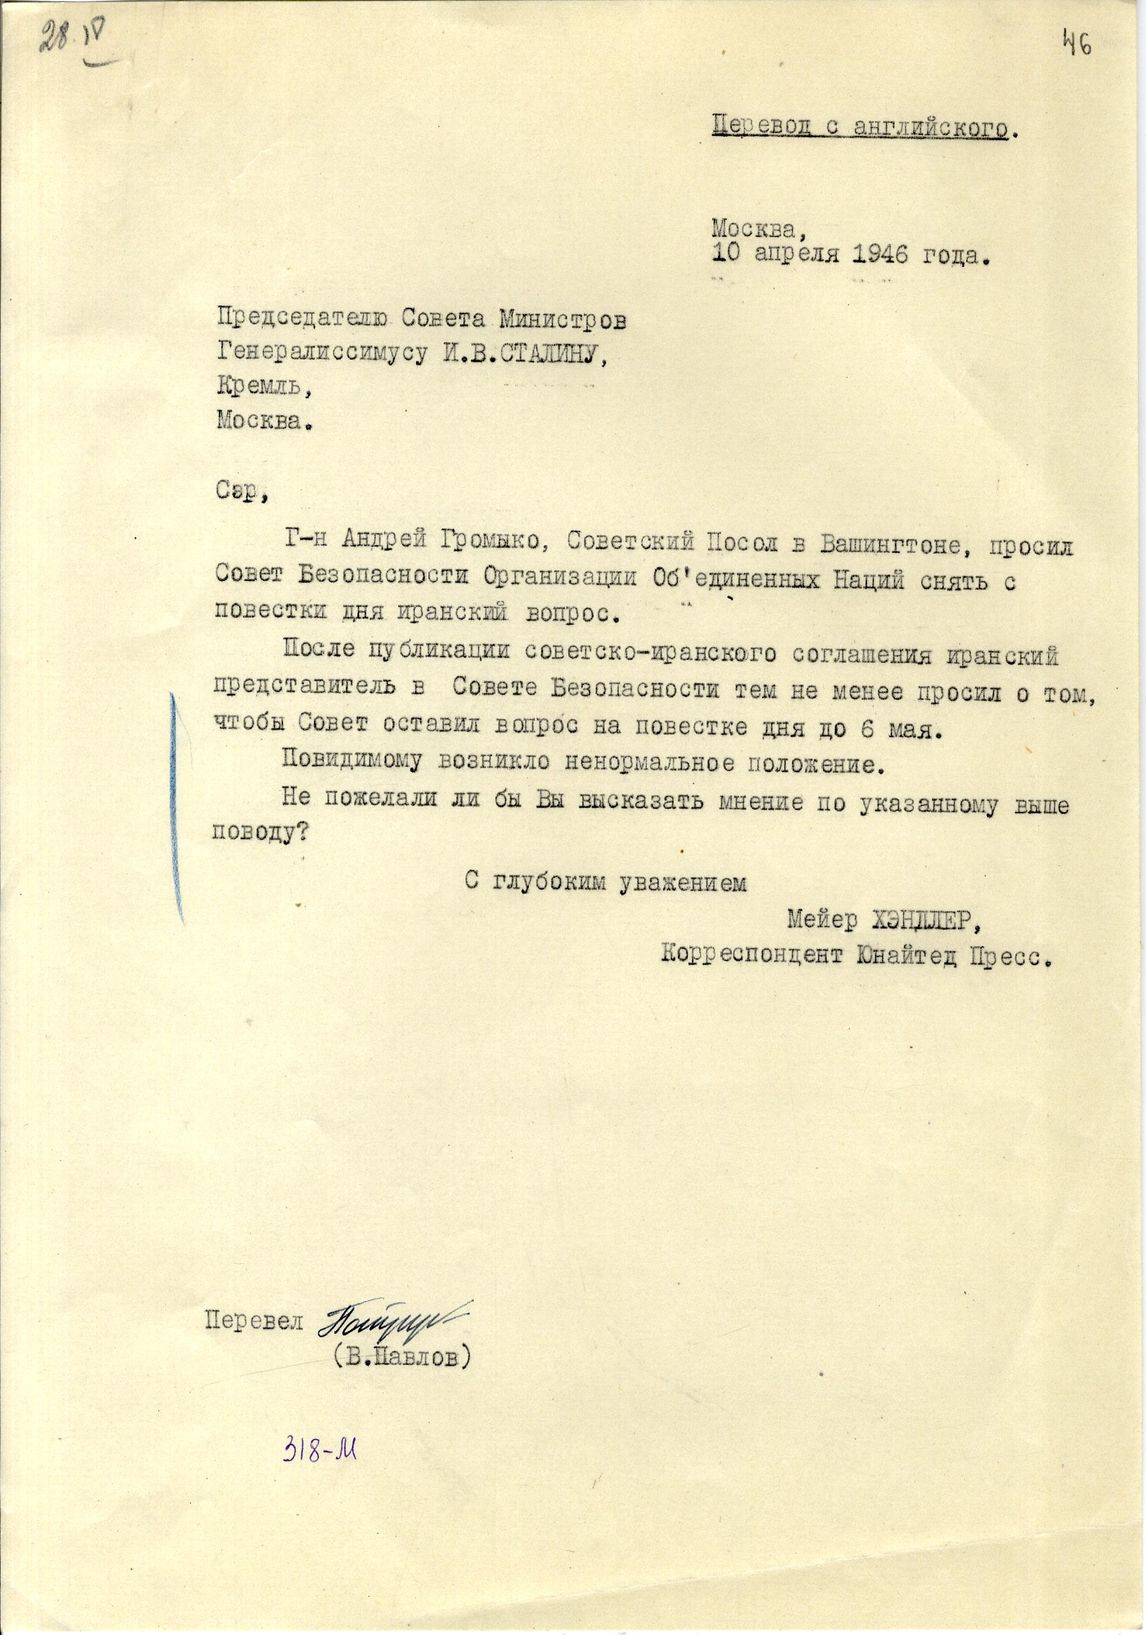 28.IV
46
Перевод с английского.
Москва,
10 апреля 1946 года.
Председателю Совета Министров
Генералиссимусу И.В.СТАЛИНУ,
Кремль,
Москва.
Сэр,
Г-н Андрей Громыко, Советский Посол в Вашингтоне, просил
Совет Безопасности Организации Об'единенных Наций снять с
повестки дня иранский вопрос.
После публикации советско-иранского соглашения иранский
представитель в Совете Безопасности тем не менее просил о том,
чтобы Совет оставил вопрос на повестке дня до 6 мая.
Повидимому возникло ненормальное положение.
Не пожелали ли бы Вы высказать мнение по указанному выше
поводу?
С глубоким уважением
Мейер ХЭНДЛЕР,
Корреспондент Юнайтед Пресс.
Перевел
(В.Павлов)
318-М